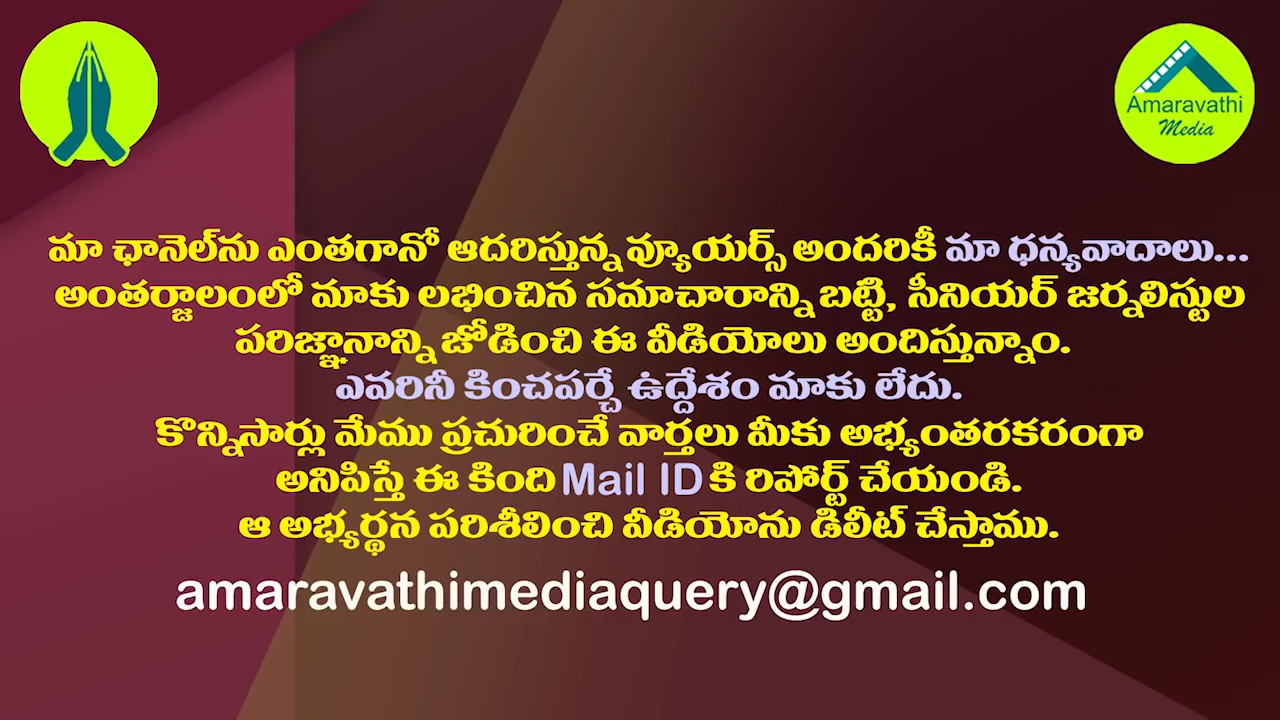 Amaravathi
Media
మా ఛానెల్‌ను ఎంతగానో ఆదరిస్తున్న వ్యూయర్స్ అందరికీ మా ధన్యవాదాలు...
అంతర్జాలంలో మాకు లభించిన సమాచారాన్ని బట్టి, సీనియర్ జర్నలిస్టుల
పరిజ్ఞానాన్ని జోడించి ఈ వీడియోలు అందిస్తున్నాం.
ఎవరినీ కించపర్చే ఉద్దేశం మాకు లేదు.
కొన్నిసార్లు మేము ప్రచురించే వార్తలు మీకు అభ్యంతరకరంగా
అనిపిస్తే ఈ కింది Mail ID కి రిపోర్ట్ చేయండి.
ఆ అభ్యర్థన పరిశీలించి వీడియోను డిలీట్ చేస్తాము.
amaravathimediaquery@gmail.com